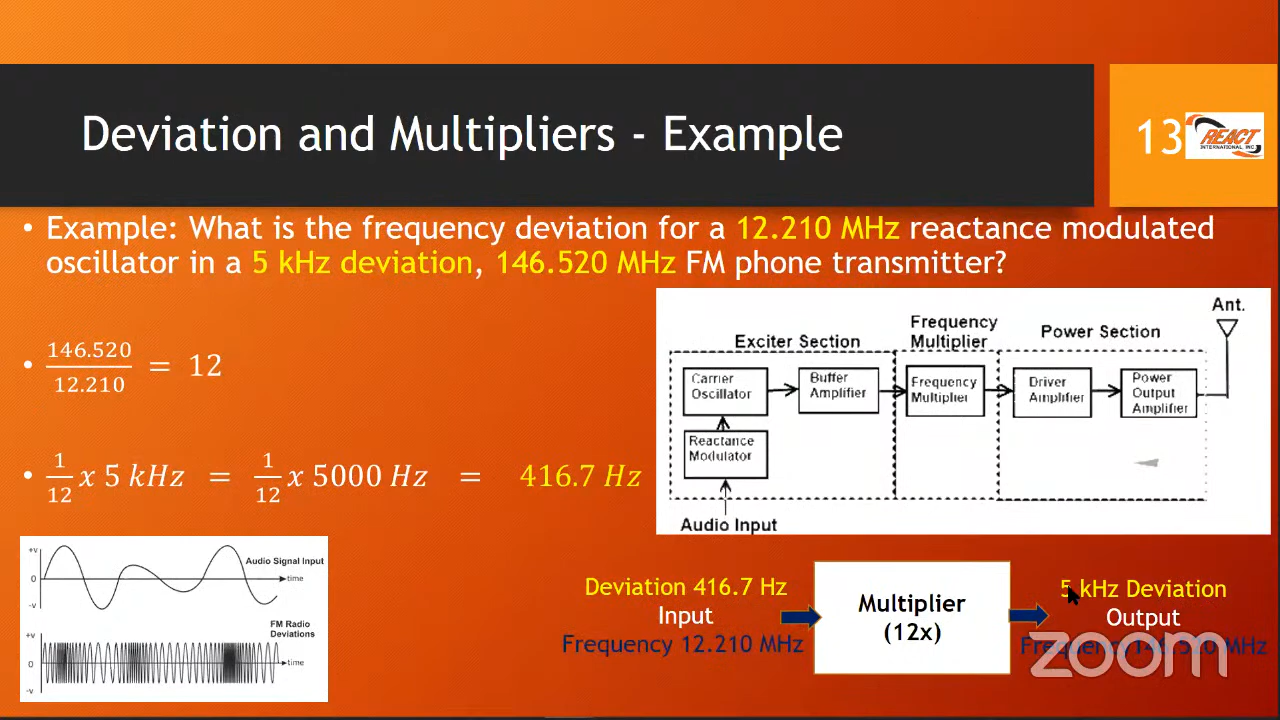 Deviation and Multipliers - Example
13
REACT
INTERNATIONAL INC.
• Example: What is the frequency deviation for a 12.210 MHz reactance modulated
oscillator in a 5 kHz deviation, 146.520 MHz FM phone transmitter?
• 146.520/12.210 = 12
• 1/12 x 5 kHz = 1/12 x 5000 Hz = 416.7 Hz
Ant.
Exciter Section
Frequency
Multiplier
Power Section
Carrier
Oscillator
Buffer
Amplifier
Frequency
Multiplier
Driver
Amplifier
Power
Output
Amplifier
Reactance
Modulator
Audio Input
+v
0
-v
Audio Signal Input
time
FM Radio
Deviations
+v
0
-v
time
Deviation 416.7 Hz
Input
Frequency 12.210 MHz
Multiplier
(12x)
5 kHz Deviation
Output
Frequency 146.520 MHz
zoom